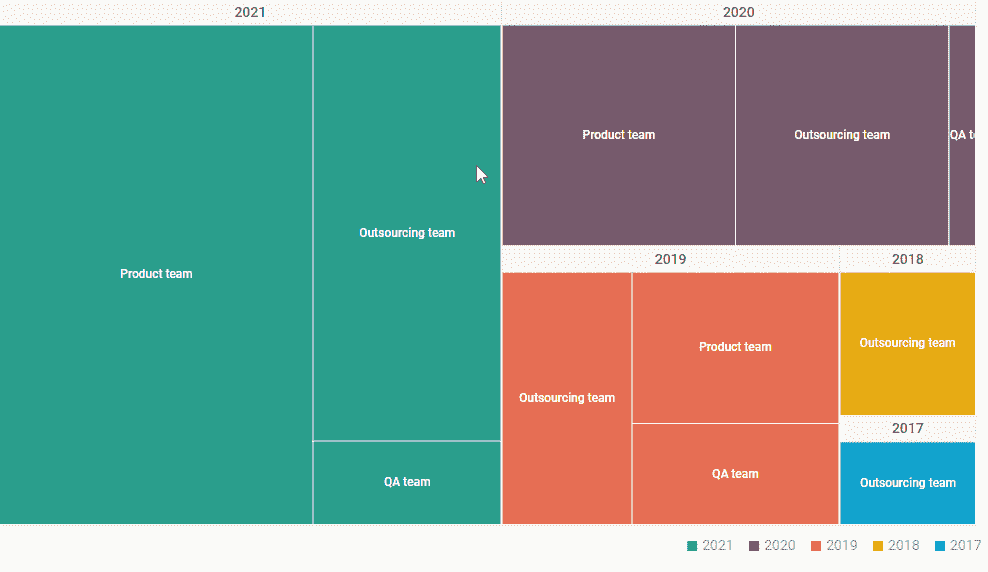 2021
2020
Product team
Outsourcing team
QA team
Product team
Outsourcing team
QA t
2019
2018
Outsourcing team
Product team
QA team
Outsourcing team
2017
Outsourcing team
2021 2020 2019 2018 2017